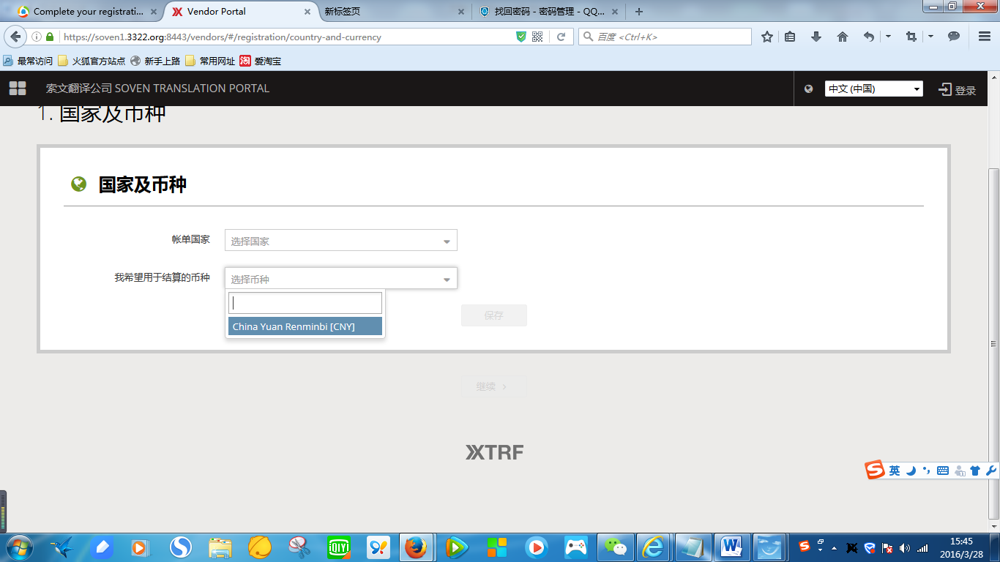 Complete your registrati...
Vendor Portal
新标签页
找回密码 - 密码管理 - QQ...
https://soven1.3322.org:8443/vendors/#/registration/country-and-currency
百度 <Ctrl+K>
最常访问
火狐官方站点
新手上路
常用网址
淘
爱淘宝
索文翻译公司 SOVEN TRANSLATION PORTAL
中文 (中国)
登录
1. 国家及币种
国家及币种
帐单国家
选择国家
我希望用于结算的币种
选择币种
China Yuan Renminbi [CNY]
保存
继续 >
XTRF
S 英
iQIYI
15:45
2016/3/28